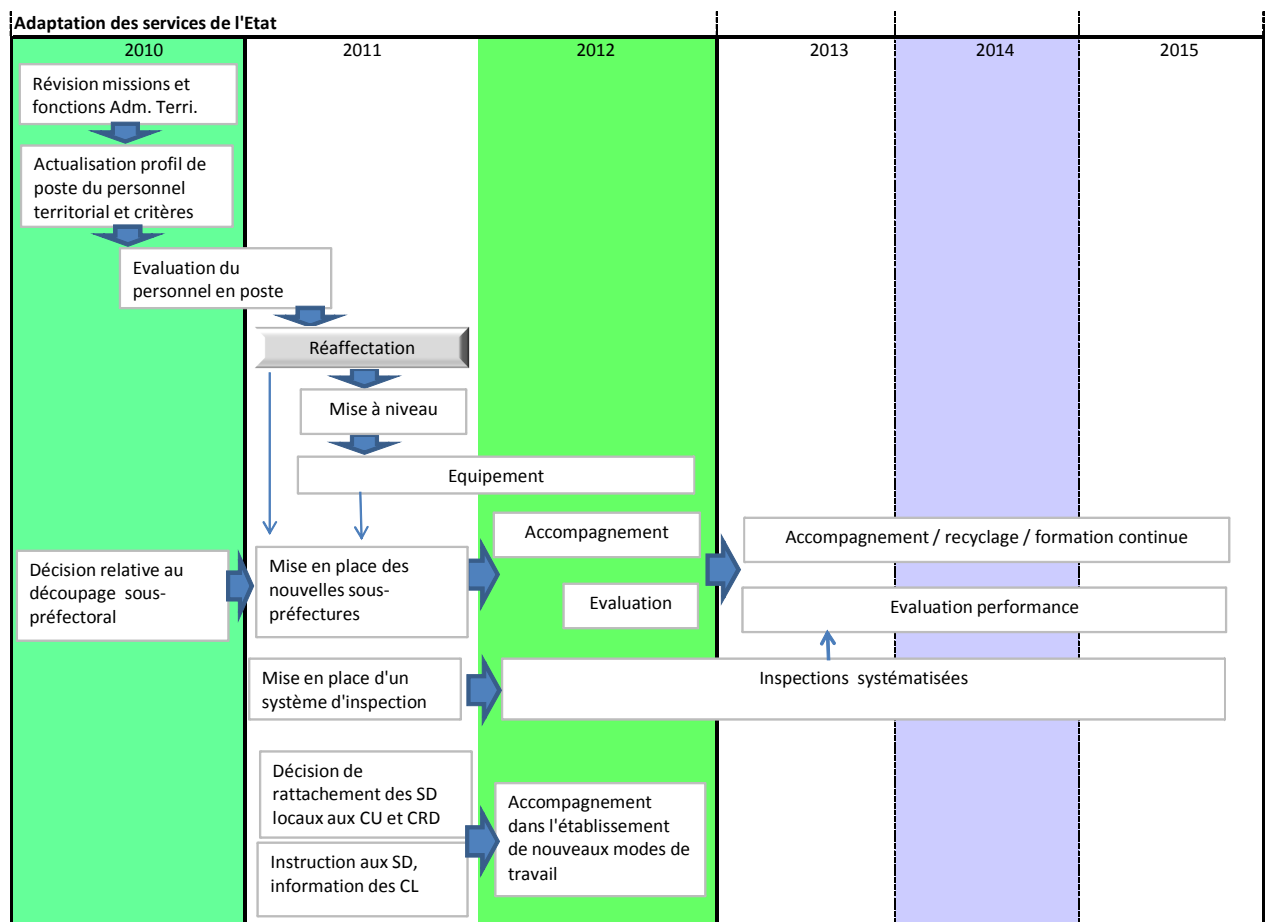 Adaptation des services de l'Etat
2010 2011 2012 2013 2014 2015
Révision missions et
fonctions Adm. Terri.
Actualisation profil de
poste du personnel
territorial et critères
Evaluation du
personnel en poste
Réaffectation
Mise à niveau
Equipement
Décision relative au
découpage sous-
préfectoral
Mise en place des
nouvelles sous-
préfectures
Accompagnement
Evaluation
Accompagnement / recyclage / formation continue
Evaluation performance
Mise en place d'un
système d'inspection
Inspections systématisées
Décision de
rattachement des SD
locaux aux CU et CRD
Instruction aux SD,
information des CL
Accompagnement
dans l'établissement
de nouveaux modes de
travail